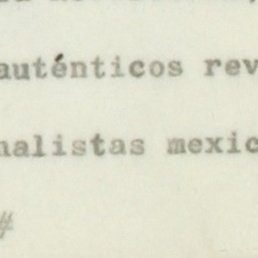 auténticos rev
nalistas mexic
#